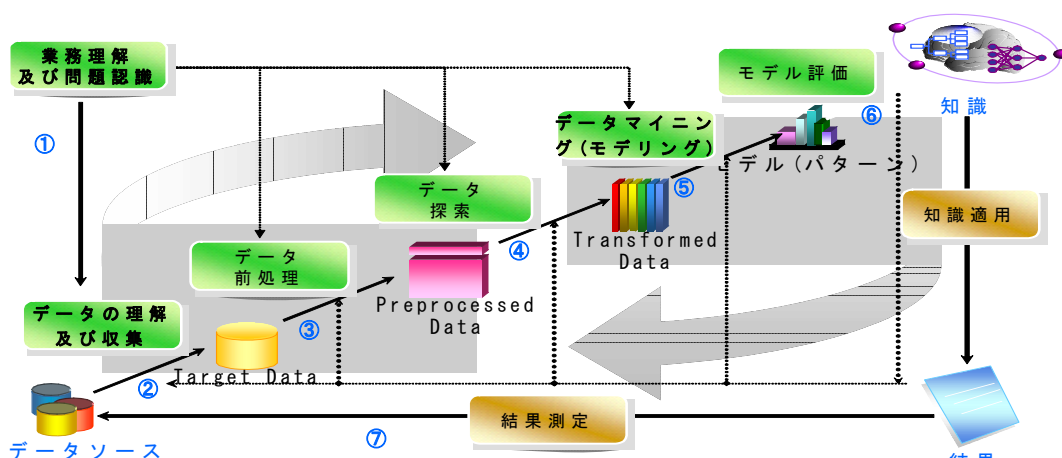 業務理解
及び問題認識
①
データの理解
及び収集
②
データソース
データ
前処理
Target Data
③
データ
探索
Preprocessed
Data
④
データマイニン
グ(モデリング)
Transformed
Data
⑤
モデル評価
⑥
デル(パターン)
知識
知識適用
結果
結果測定
⑦